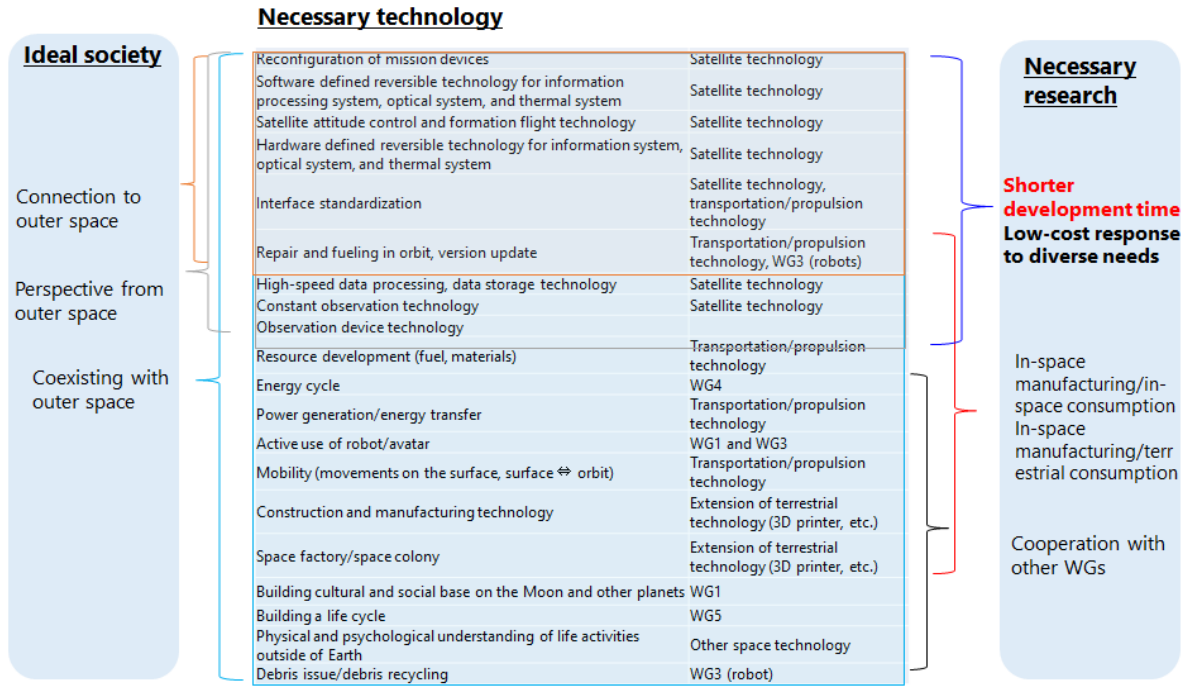 Necessary technology
Ideal society
Connection to
outer space
Perspective from
outer space
Coexisting with
outer space
Reconfiguration of mission devices
Satellite technology
Software defined reversible technology for information
processing system, optical system, and thermal system
Satellite technology
Satellite attitude control and formation flight technology
Satellite technology
Hardware defined reversible technology for information system,
optical system, and thermal system
Satellite technology
Interface standardization
Satellite technology,
transportation/propulsion
technology
Repair and fueling in orbit, version update
Transportation/propulsion
technology, WG3 (robots)
High-speed data processing, data storage technology
Satellite technology
Constant observation technology
Satellite technology
Observation device technology
Resource development (fuel, materials)
Transportation/propulsion
technology
Energy cycle
WG4
Power generation/energy transfer
Transportation/propulsion
technology
Active use of robot/avatar
WG1 and WG3
Mobility (movements on the surface, surface ⇔ orbit)
Transportation/propulsion
technology
Construction and manufacturing technology
Extension of terrestrial
technology (3D printer, etc.)
Space factory/space colony
Extension of terrestrial
technology (3D printer, etc.)
Building cultural and social base on the Moon and other planets
WG1
Building a life cycle
WG5
Physical and psychological understanding of life activities
outside of Earth
Other space technology
Debris issue/debris recycling
WG3 (robot)
Necessary
research
Shorter
development time
Low-cost response
to diverse needs
In-space
manufacturing/in-
space consumption
In-space
manufacturing/terr
estrial consumption
Cooperation with
other WGs